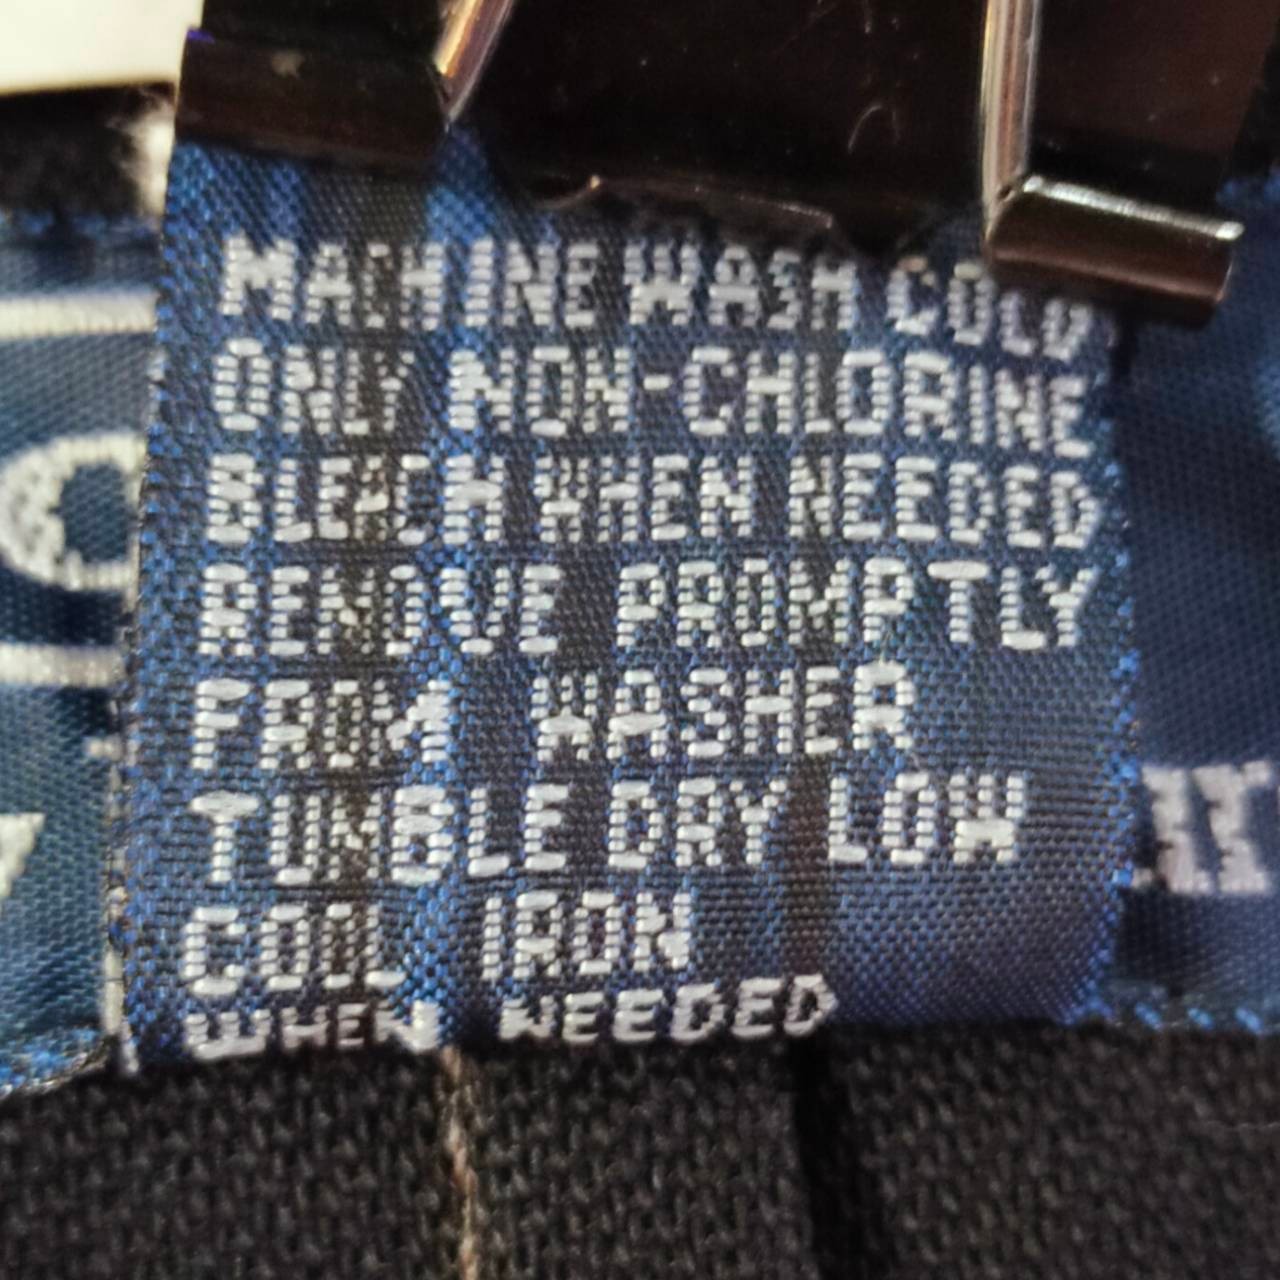 MACHINE WASH COLD
ONLY NON-CHLORINE
BLEACH WHEN NEEDED
REMOVE PROMPTLY
FROM WASHER
TUMBLE DRY LOW
COOL IRON
WHEN NEEDED